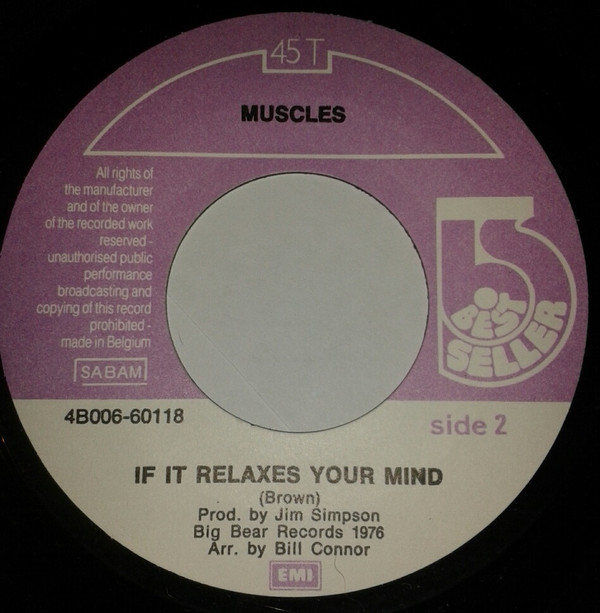 45 T
MUSCLES
All rights of
the manufacturer
and of the owner
of the recorded work
reserved -
unauthorised public
performance
broadcasting and
copying of this record
prohibited -
made in Belgium
SABAM
BEST
SELLER
4B006-60118
side 2
IF IT RELAXES YOUR MIND
(Brown)
Prod. by Jim Simpson
Big Bear Records 1976
Arr. by Bill Connor
EMI